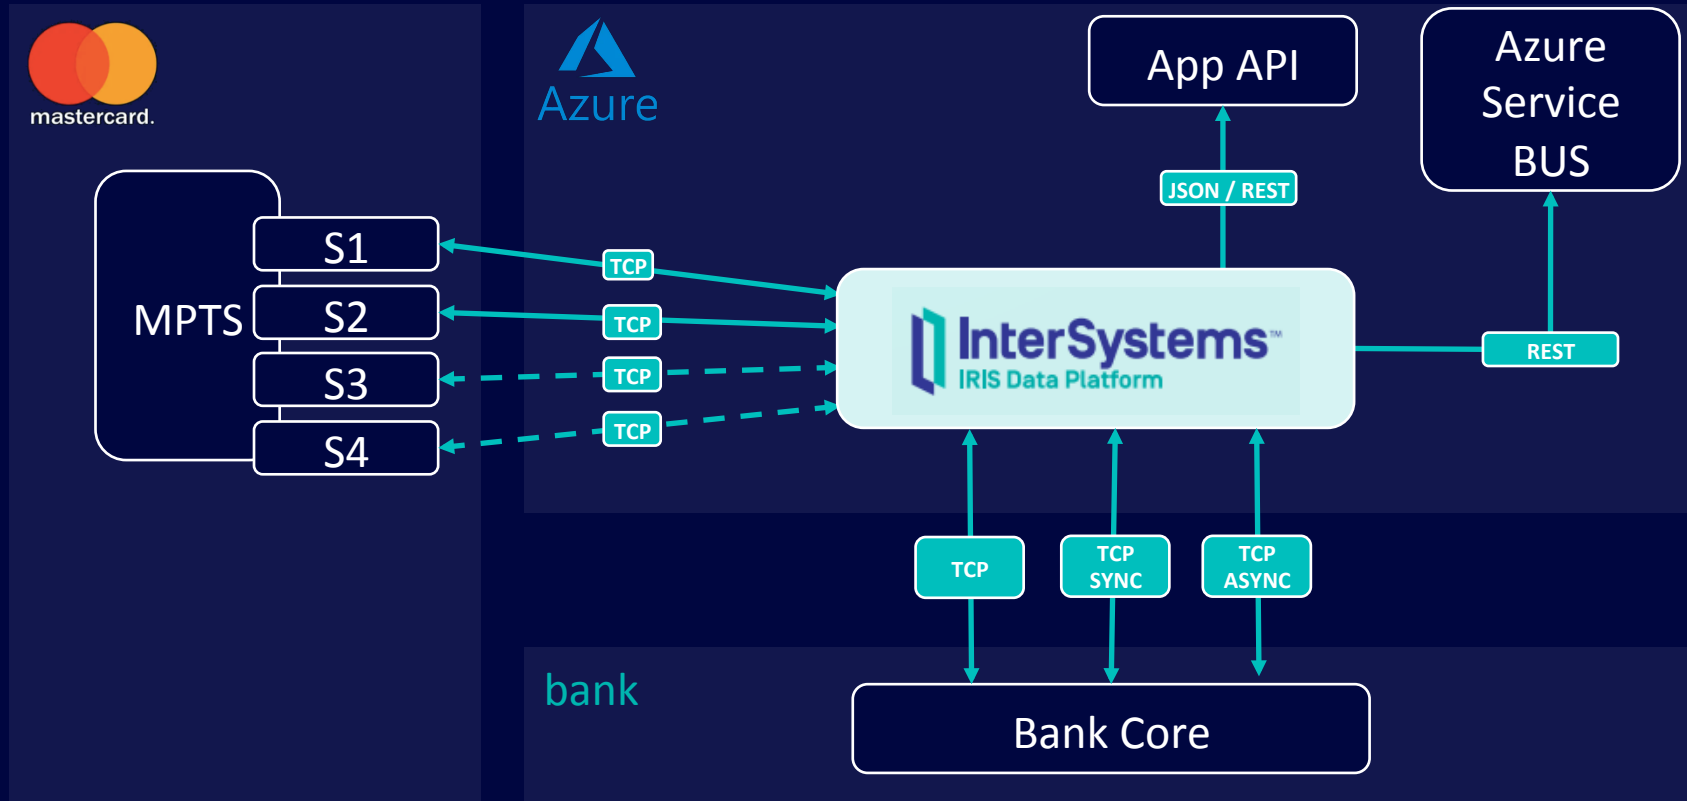 mastercard.
Azure
App API
Azure
Service
BUS
JSON / REST
MPTS
S1
S2
S3
S4
TCP
TCP
TCP
TCP
InterSystems™
IRIS Data Platform
REST
TCP
TCP
SYNC
TCP
ASYNC
bank
Bank Core